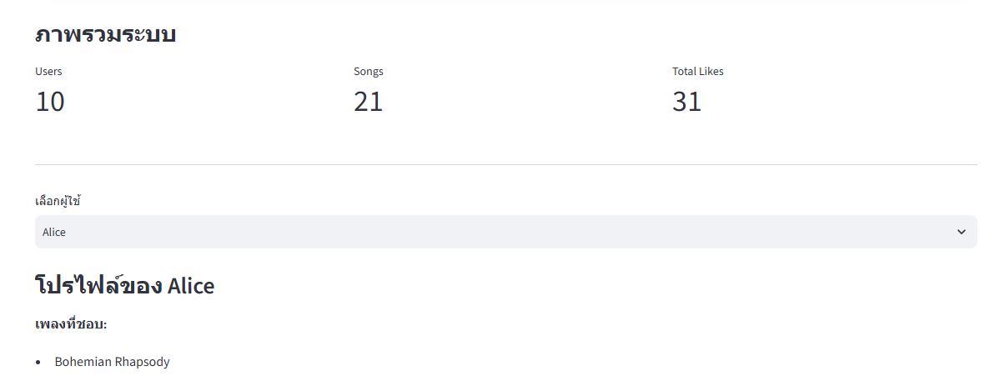 ภาพรวมระบบ
Users Songs Total Likes
10 21 31
เลือกผู้ใช้
Alice
โปรไฟล์ของ Alice
เพลงที่ชอบ:
• Bohemian Rhapsody